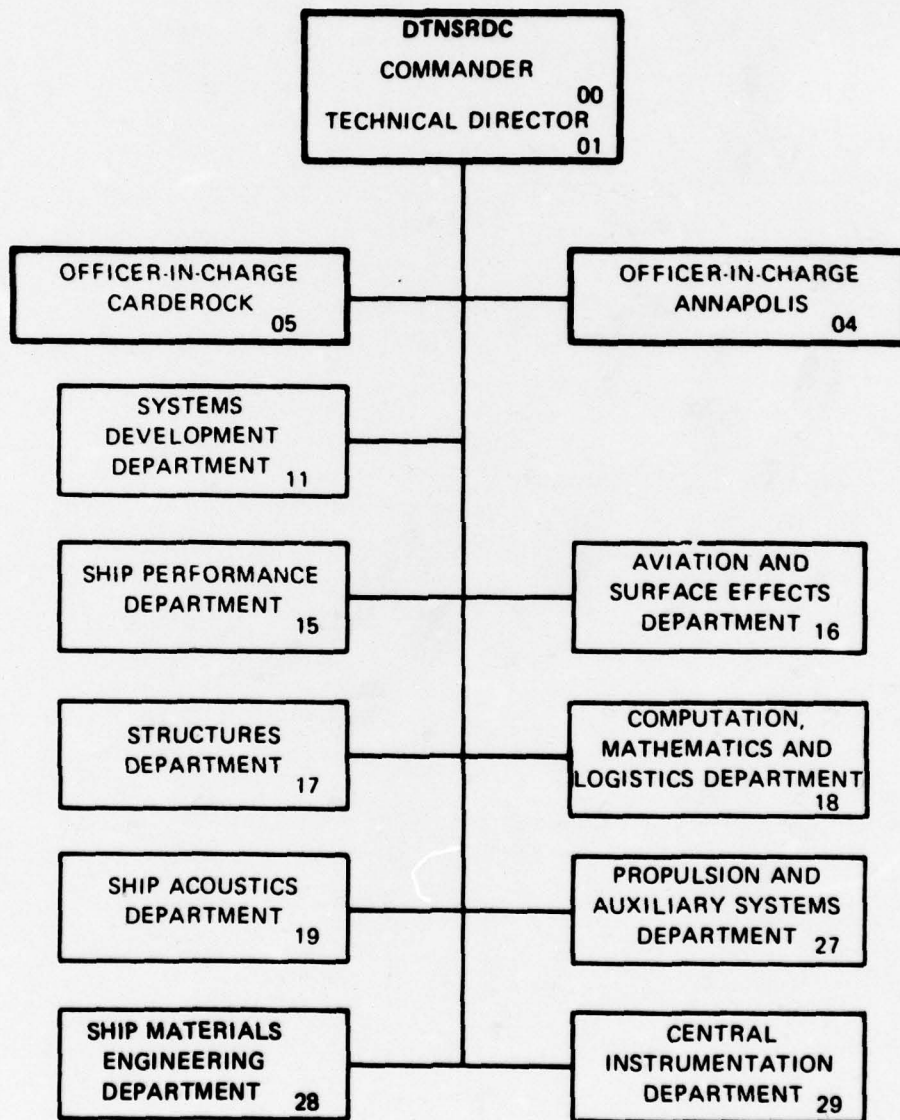 DTNSRDC
COMMANDER
00
TECHNICAL DIRECTOR
01
OFFICER-IN-CHARGE
CARDEROCK
05
OFFICER-IN-CHARGE
ANNAPOLIS
04
SYSTEMS
DEVELOPMENT
DEPARTMENT
11
SHIP PERFORMANCE
DEPARTMENT
15
AVIATION AND
SURFACE EFFECTS
DEPARTMENT
16
STRUCTURES
DEPARTMENT
17
COMPUTATION,
MATHEMATICS AND
LOGISTICS DEPARTMENT
18
SHIP ACOUSTICS
DEPARTMENT
19
PROPULSION AND
AUXILIARY SYSTEMS
DEPARTMENT
27
SHIP MATERIALS
ENGINEERING
DEPARTMENT
28
CENTRAL
INSTRUMENTATION
DEPARTMENT
29